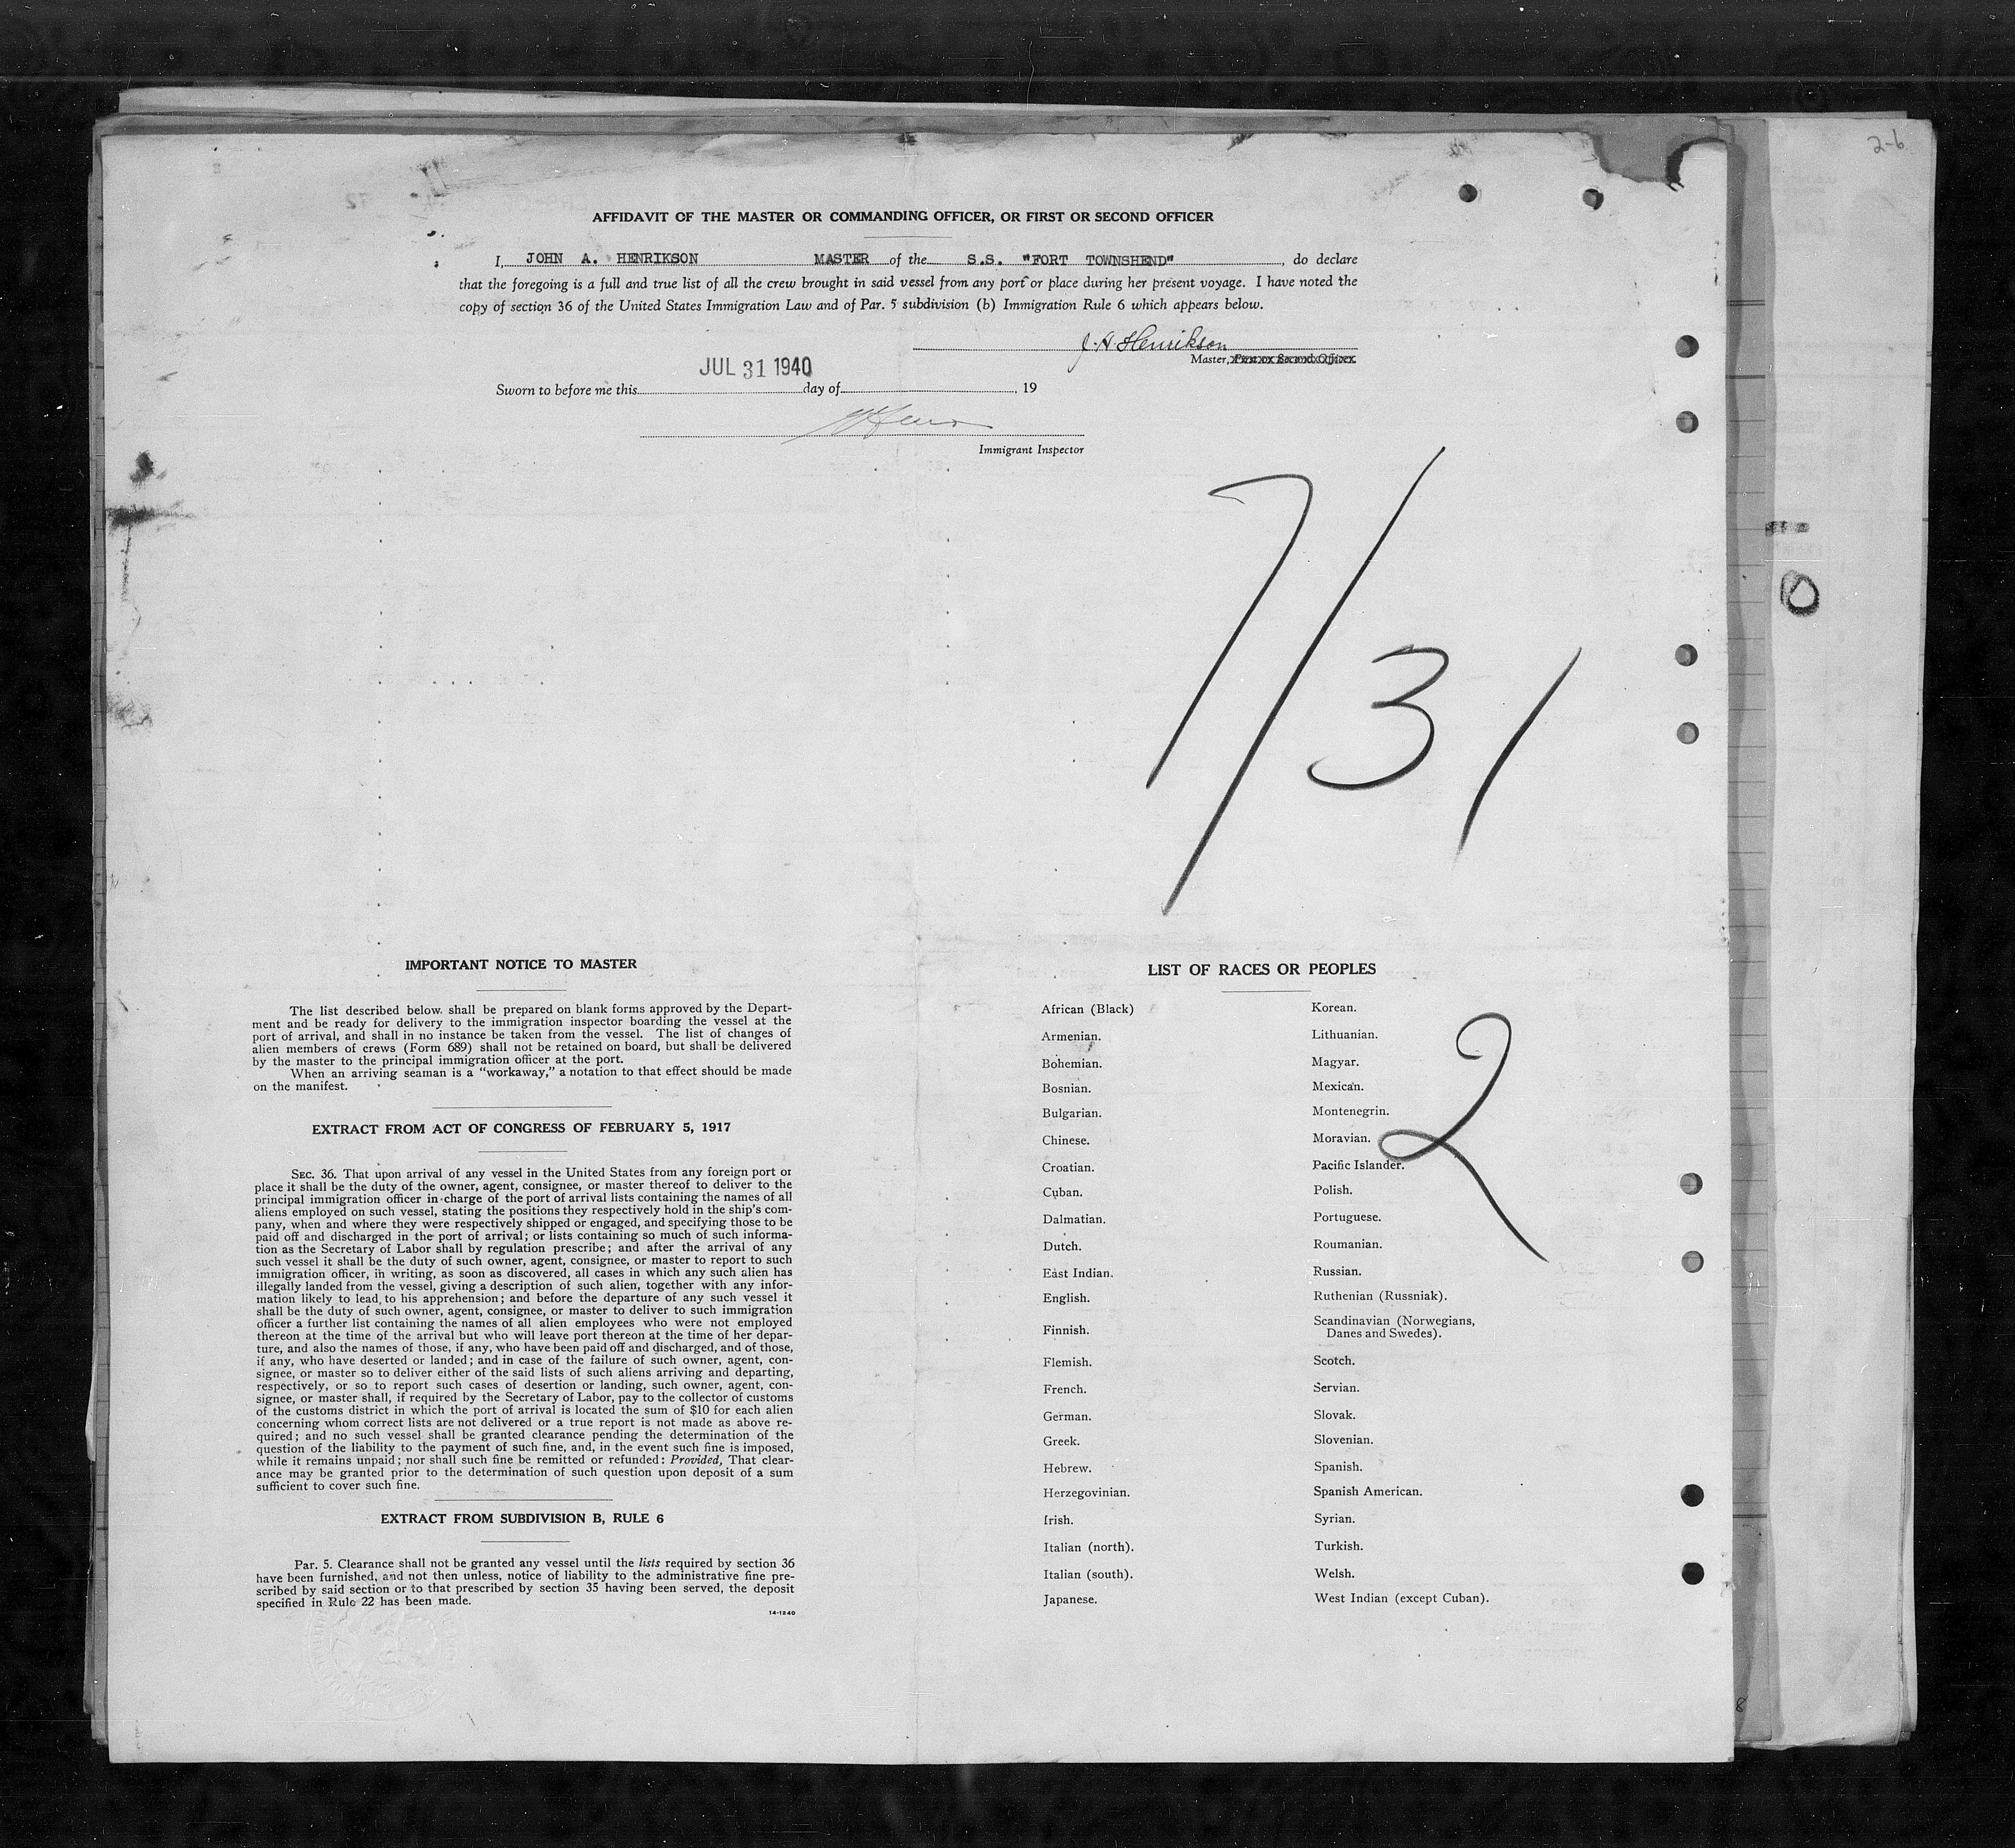 2-6
AFFIDAVIT OF THE MASTER OR COMMANDING OFFICER, OR FIRST OR SECOND OFFICER
I, JOHN A. HENRIKSON MASTER of the S.S. "FORT TOWNSHEND", do declare
that the foregoing is a full and true list of all the crew brought in said vessel from any port or place during her present voyage. I have noted the
copy of section 36 of the United States Immigration Law and of Par. 5 subdivision (b) Immigration Rule 6 which appears below.
J. A. Henrikson
Master, First or Second Officer.
JUL 31 1940
Sworn to before me this day of , 19
Immigrant Inspector
7/31
IMPORTANT NOTICE TO MASTER
The list described below shall be prepared on blank forms approved by the Depart-
ment and be ready for delivery to the immigration inspector boarding the vessel at the
port of arrival, and shall in no instance be taken from the vessel. The list of changes of
alien members of crews (Form 689) shall not be retained on board, but shall be delivered
by the master to the principal immigration officer at the port.
When an arriving seaman is a "workaway," a notation to that effect should be made
on the manifest.
EXTRACT FROM ACT OF CONGRESS OF FEBRUARY 5, 1917
SEC. 36. That upon arrival of any vessel in the United States from any foreign port or
place it shall be the duty of the owner, agent, consignee, or master thereof to deliver to the
principal immigration officer in charge of the port of arrival lists containing the names of all
aliens employed on such vessel, stating the positions they respectively hold in the ship's com-
pany, when and where they were respectively shipped or engaged, and specifying those to be
paid off and discharged in the port of arrival; or lists containing so much of such informa-
tion as the Secretary of Labor shall by regulation prescribe; and after the arrival of any
such vessel it shall be the duty of such owner, agent, consignee, or master to report to such
immigration officer, in writing, as soon as discovered, all cases in which any such alien has
illegally landed from the vessel, giving a description of such alien, together with any infor-
mation likely to lead to his apprehension; and before the departure of any such vessel it
shall be the duty of such owner, agent, consignee, or master to deliver to such immigration
officer a further list containing the names of all alien employees who were not employed
thereon at the time of the arrival but who will leave port thereon at the time of her depar-
ture, and also the names of those, if any, who have been paid off and discharged, and of those,
if any, who have deserted or landed; and in case of the failure of such owner, agent, con-
signee, or master so to deliver either of the said lists of such aliens arriving and departing,
respectively, or so to report such cases of desertion or landing, such owner, agent, con-
signee, or master shall, if required by the Secretary of Labor, pay to the collector of customs
of the customs district in which the port of arrival is located the sum of $10 for each alien
concerning whom correct lists are not delivered or a true report is not made as above re-
quired; and no such vessel shall be granted clearance pending the determination of the
question of the liability to the payment of such fine, and, in the event such fine is imposed,
while it remains unpaid; nor shall such fine be remitted or refunded: Provided, That clear-
ance may be granted prior to the determination of such question upon deposit of a sum
sufficient to cover such fine.
EXTRACT FROM SUBDIVISION B, RULE 6
Par. 5. Clearance shall not be granted any vessel until the lists required by section 36
have been furnished, and not then unless, notice of liability to the administrative fine pre-
scribed by said section or to that prescribed by section 35 having been served, the deposit
specified in Rule 22 has been made.
14-1240
LIST OF RACES OR PEOPLES
African (Black)
Armenian.
Bohemian.
Bosnian.
Bulgarian.
Chinese.
Croatian.
Cuban.
Dalmatian.
Dutch.
East Indian.
English.
Finnish.
Flemish.
French.
German.
Greek.
Hebrew.
Herzegovinian.
Irish.
Italian (north).
Italian (south).
Japanese.
Korean.
Lithuanian.
Magyar.
Mexican.
Montenegrin.
Moravian.
Pacific Islander.
Polish.
Portuguese.
Roumanian.
Russian.
Ruthenian (Russniak).
Scandinavian (Norwegians,
Danes and Swedes).
Scotch.
Servian.
Slovak.
Slovenian.
Spanish.
Spanish American.
Syrian.
Turkish.
Welsh.
West Indian (except Cuban).
2
8